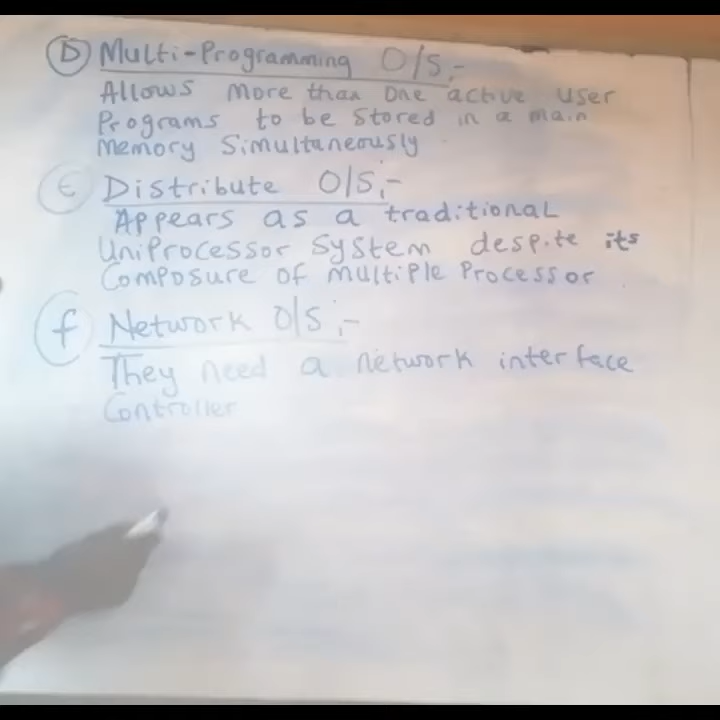 D Multi-Programming O/S:-
Allows more than one active user
Programs to be stored in a main
memory simultaneously
E Distribute O/S:-
Appears as a traditional
UniProcessor System despite its
Composure of multiple Processor
f Network O/S:-
They need a network interface
Controller